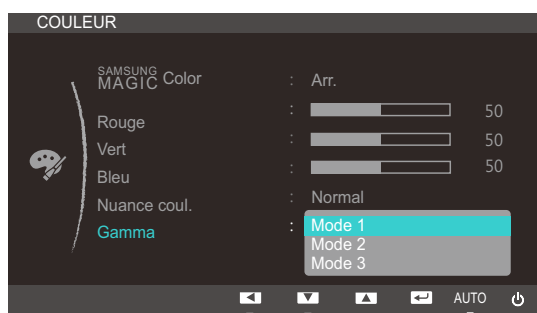 COULEUR
SAMSUNG MAGIC Color : Arr.
Rouge : 50
Vert : 50
Bleu : 50
Nuance coul. : Normal
Gamma : Mode 1
Mode 2
Mode 3
AUTO